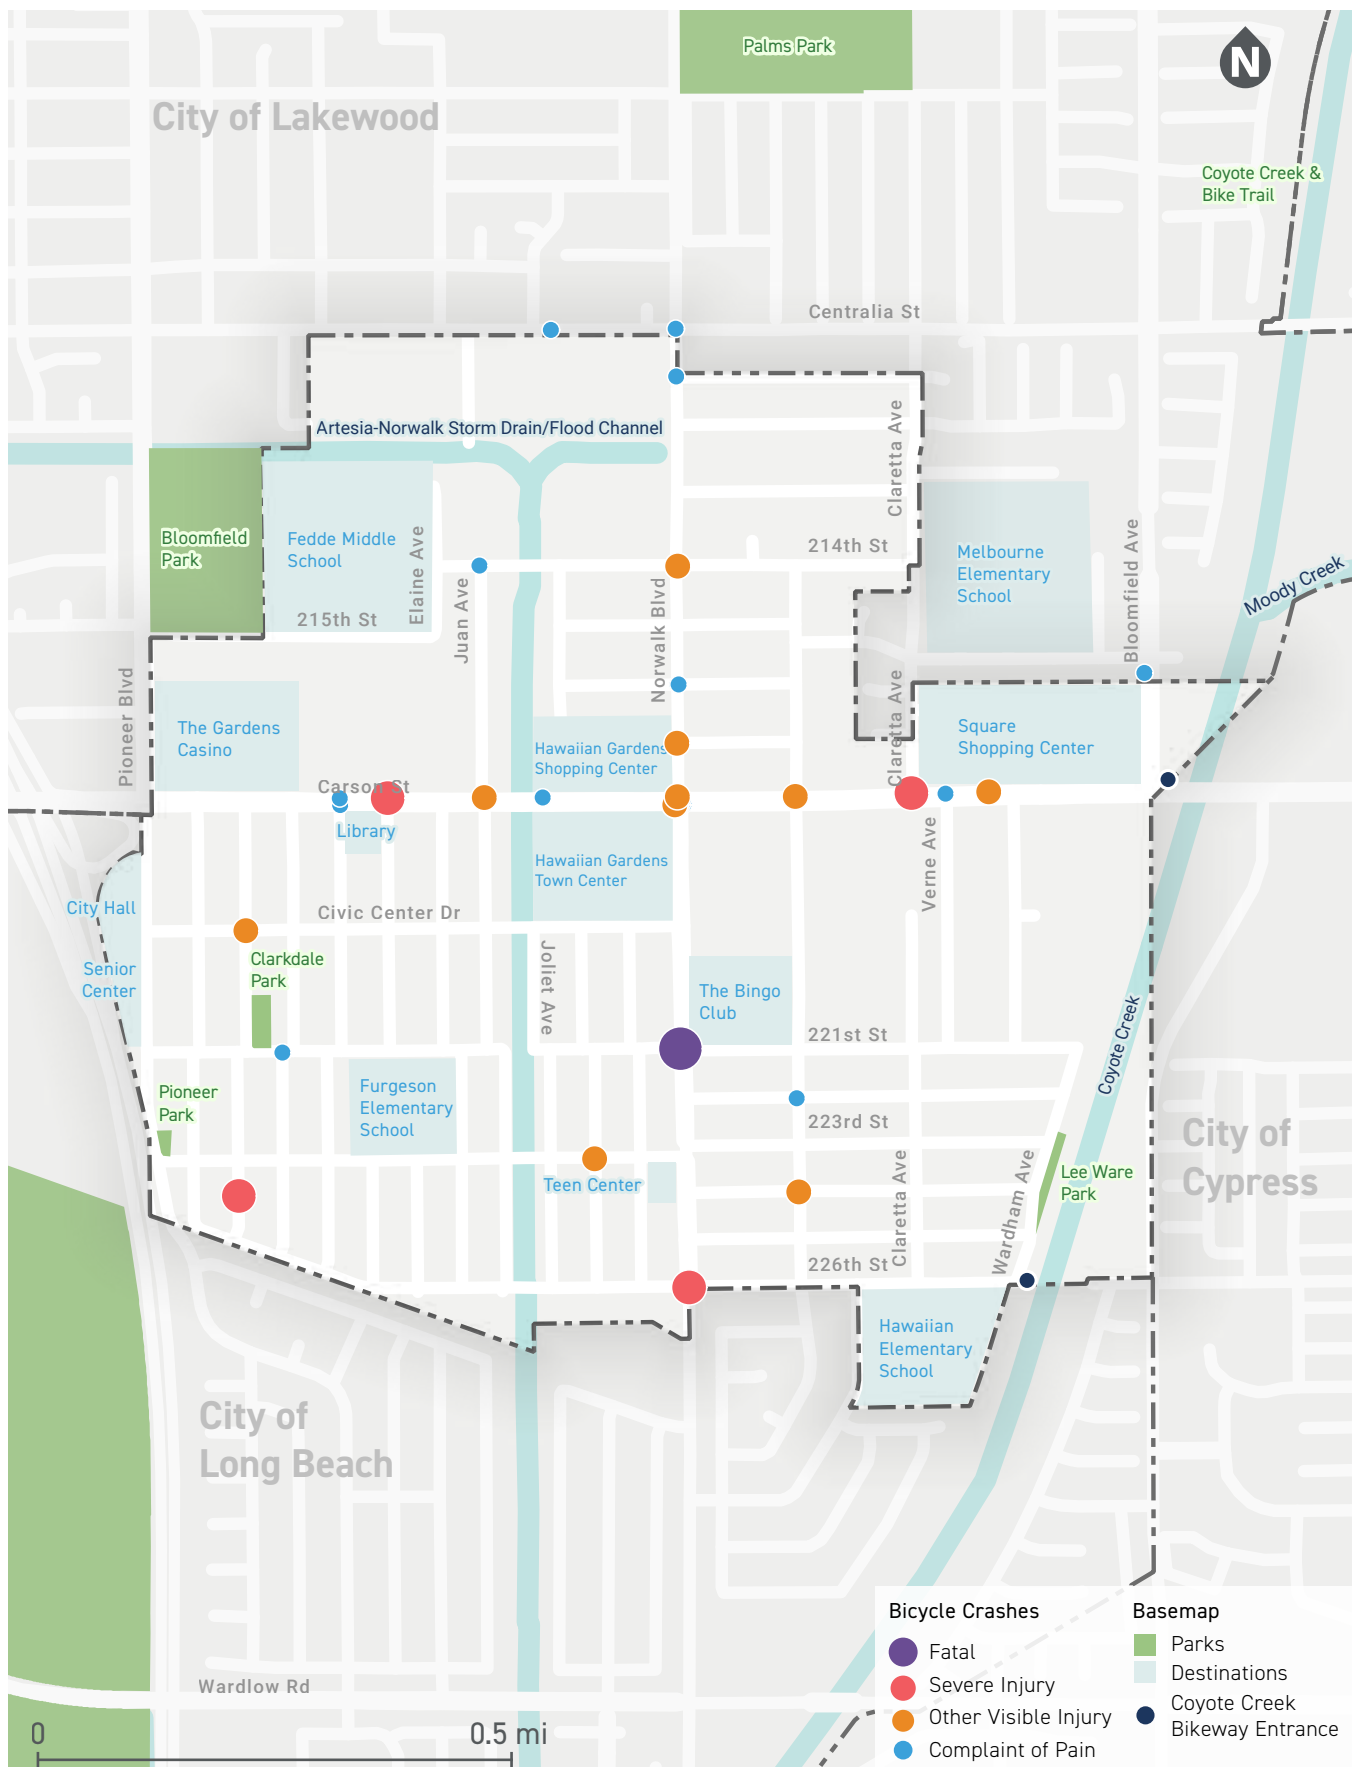 Palms Park
N
City of Lakewood
Coyote Creek &
Bike Trail
Centralia St
Artesia-Norwalk Storm Drain/Flood Channel
Claretta Ave
Bloomfield
Park
Fedde Middle
School
Elaine Ave
214th St
Melbourne
Elementary
School
Bloomfield Ave
Moody Creek
215th St
Juan Ave
Norwalk Blvd
Pioneer Blvd
The Gardens
Casino
Hawaiian Gardens
Shopping Center
Claretta Ave
Square
Shopping Center
Carson St
Library
Hawaiian Gardens
Town Center
Verne Ave
City Hall
Civic Center Dr
Clarkdale
Park
Senior
Center
Joliet Ave
The Bingo
Club
221st St
Coyote Creek
Pioneer
Park
Furgeson
Elementary
School
223rd St
City of
Cypress
Teen Center
Claretta Ave
Wardham Ave
Lee Ware
Park
226th St
Hawaiian
Elementary
School
City of
Long Beach
Wardlow Rd
0
0.5 mi
Bicycle Crashes
Fatal
Severe Injury
Other Visible Injury
Complaint of Pain
Basemap
Parks
Destinations
Coyote Creek
Bikeway Entrance